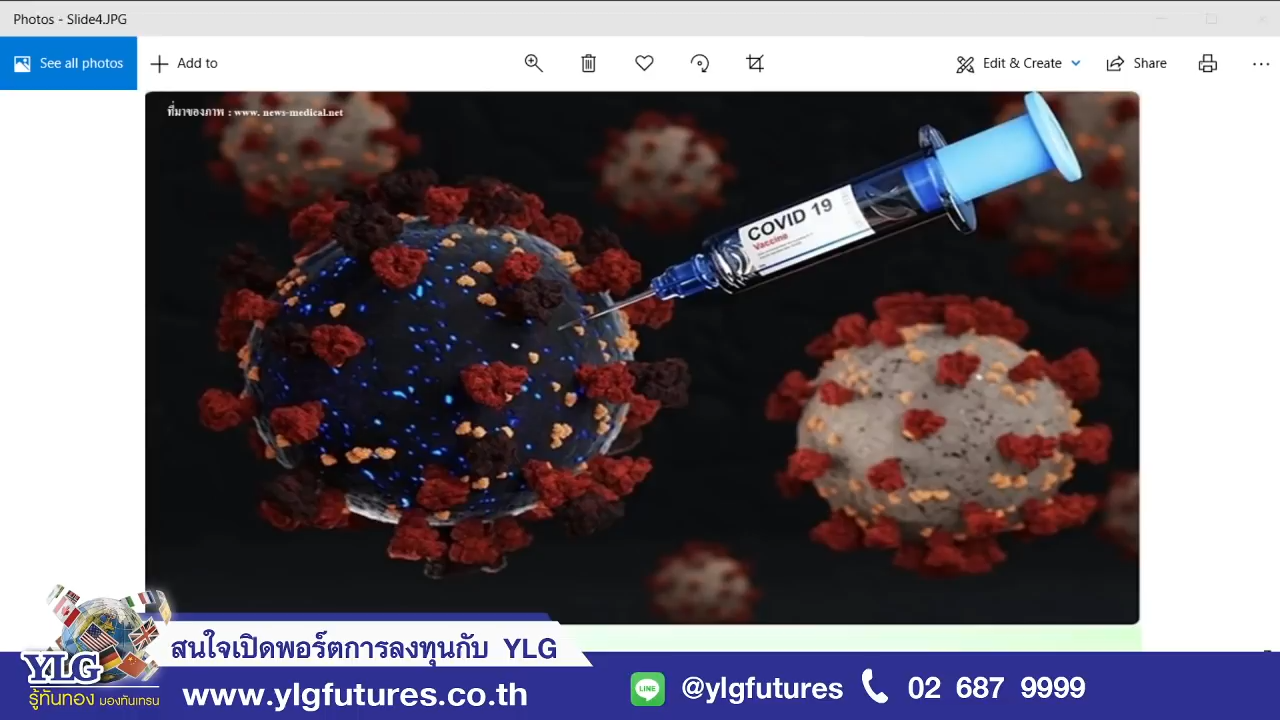 Photos - Slide4.JPG
See all photos
Add to
Edit & Create
Share
ที่มาของภาพ : www. news-medical.net
COVID 19
Vaccine
สนใจเปิดพอร์ตการลงทุนกับ YLG
YLG
รู้ทันทอง มองทันเทรน
www.ylgfutures.co.th
LINE
@ylgfutures
02 687 9999